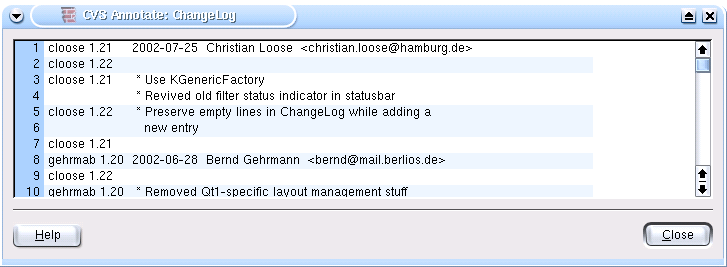 CVS Annotate: ChangeLog
1 cloose 1.21 2002-07-25 Christian Loose <christian.loose@hamburg.de>
2 cloose 1.22
3 cloose 1.21 * Use KGenericFactory
4 * Revived old filter status indicator in statusbar
5 cloose 1.22 * Preserve empty lines in ChangeLog while adding a
6 new entry
7 cloose 1.21
8 gehrmab 1.20 2002-06-28 Bernd Gehrmann <bernd@mail.berlios.de>
9 cloose 1.22
10 gehrmab 1.20 * Removed Qt1-specific layout management stuff
Help Close